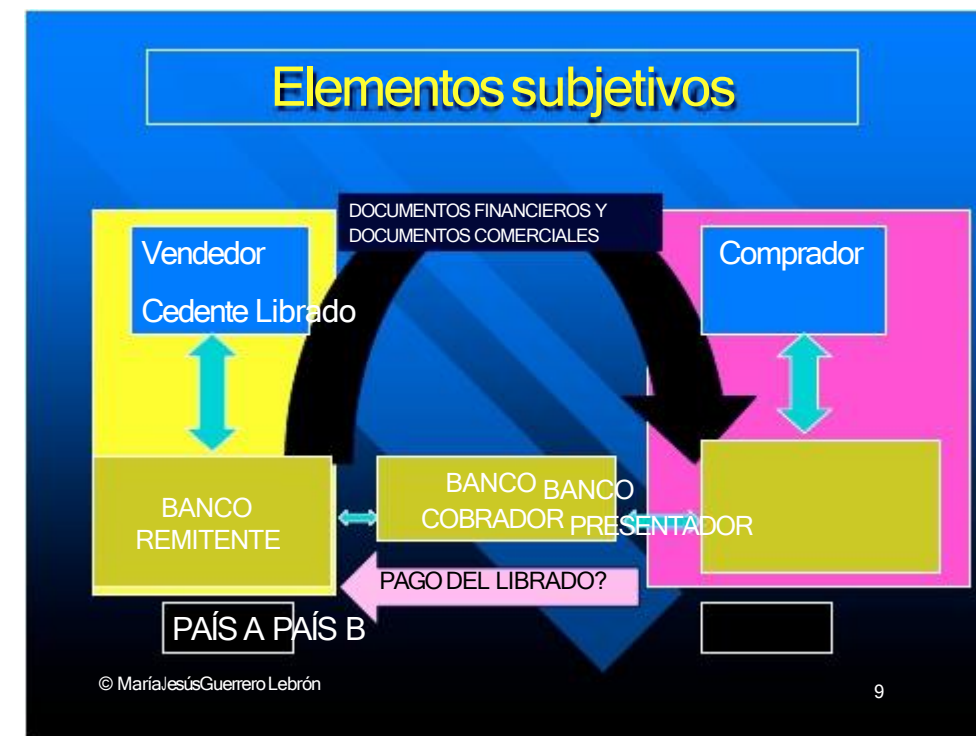 Elementos subjetivos
DOCUMENTOS FINANCIEROS Y
DOCUMENTOS COMERCIALES
Vendedor
Cedente Librado
Comprador
BANCO
REMITENTE
BANCO
COBRADOR
BANCO
PRESENTADOR
PAGO DEL LIBRADO?
PAÍS A PAÍS B
© MaríaJesúsGuerrero Lebrón
9